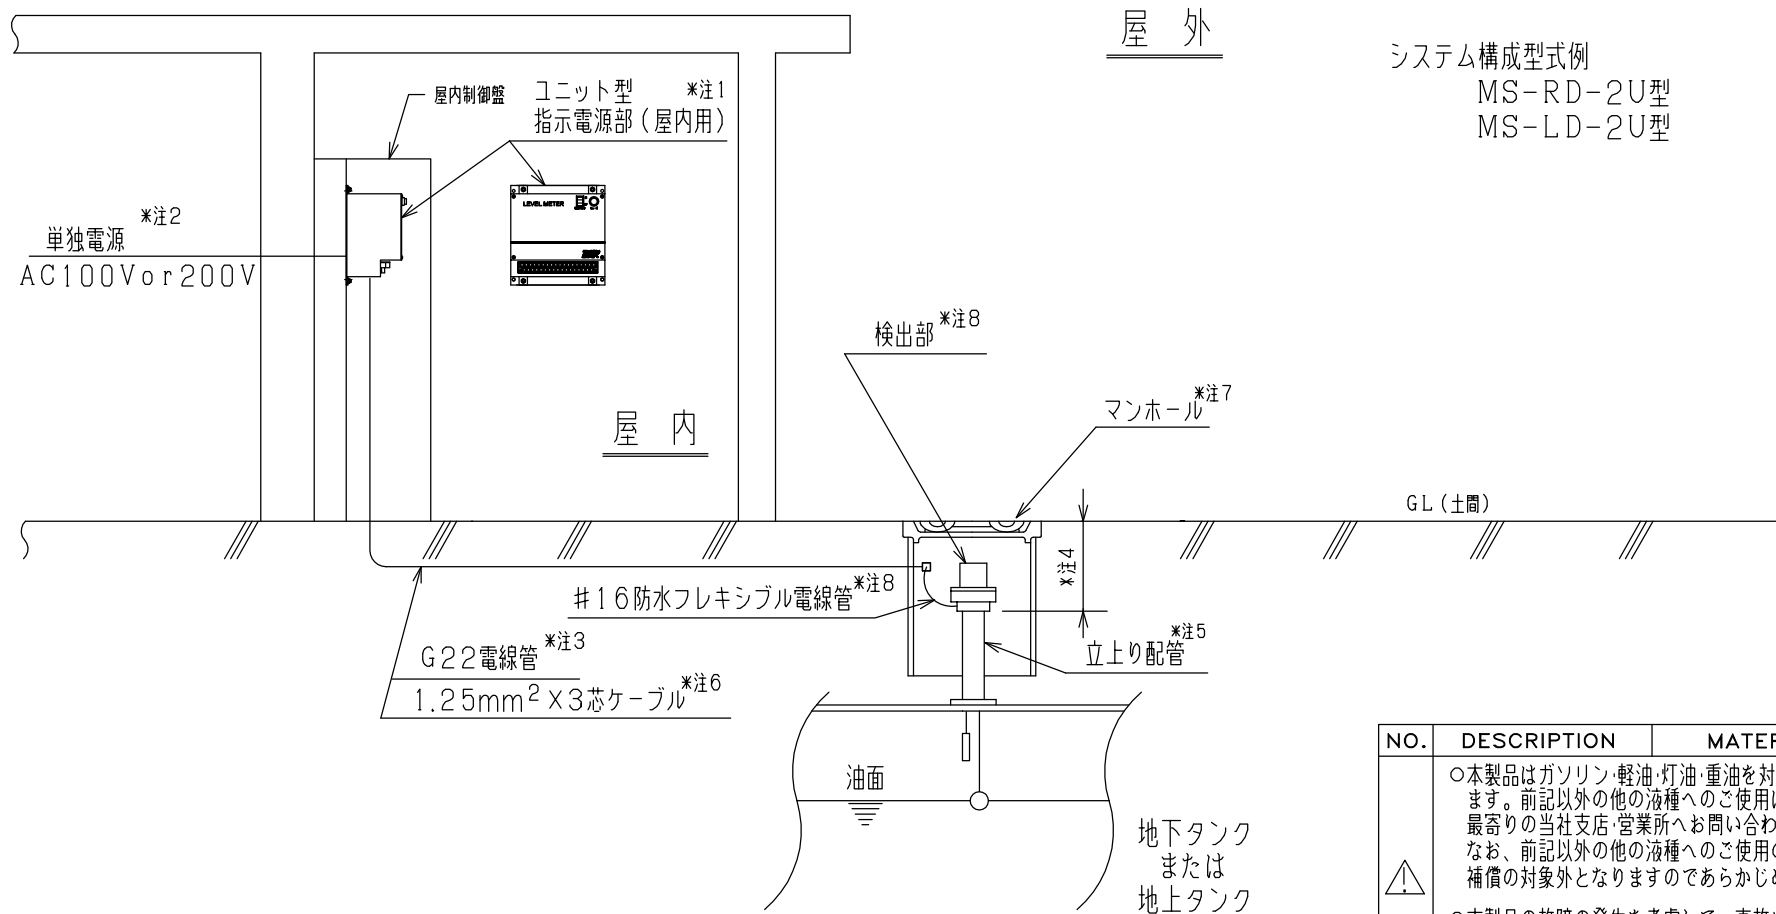 屋 外
システム構成型式例
MS-RD-2U型
MS-LD-2U型
屋内制御盤
ユニット型 *注1
指示電源部(屋内用)
LEVEL METER
単独電源 *注2
AC100Vor200V
検出部 *注8
マンホール *注7
屋 内
GL(土間)
*注4
#16防水フレキシブル電線管 *注8
G22電線管 *注3
1.25mm²×3芯ケーブル *注6
立上り配管 *注5
油面
地下タンク
または
地上タンク
NO. DESCRIPTION
○本製品はガソリン・軽油・灯油・重油を対
ます。前記以外の他の液種へのご使用
最寄りの当社支店・営業所へお問い合わ
なお、前記以外の他の液種へのご使用
補償の対象外となりますのであらかじ